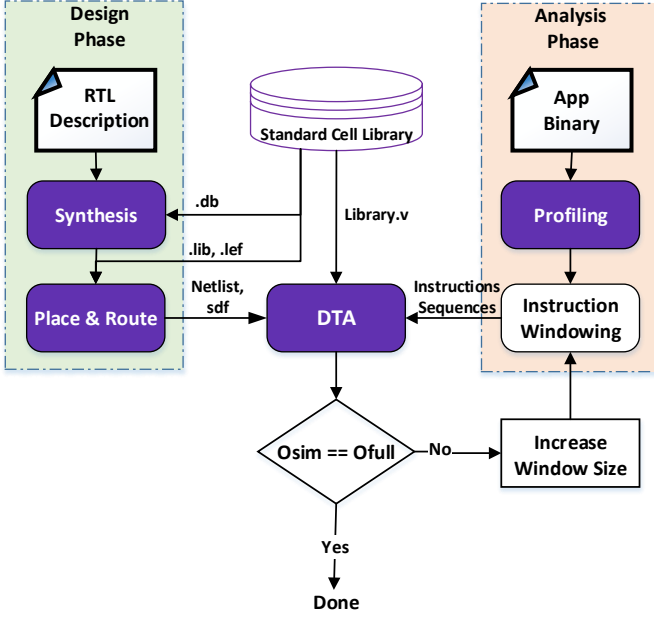 Design
Phase
Analysis
Phase
RTL
Description
Standard Cell Library
App
Binary
Synthesis
.db
Library.v
Profiling
.lib, .lef
Place & Route
Netlist,
sdf
DTA
Instructions
Sequences
Instruction
Windowing
Osim == Ofull
No
Increase
Window Size
Yes
Done